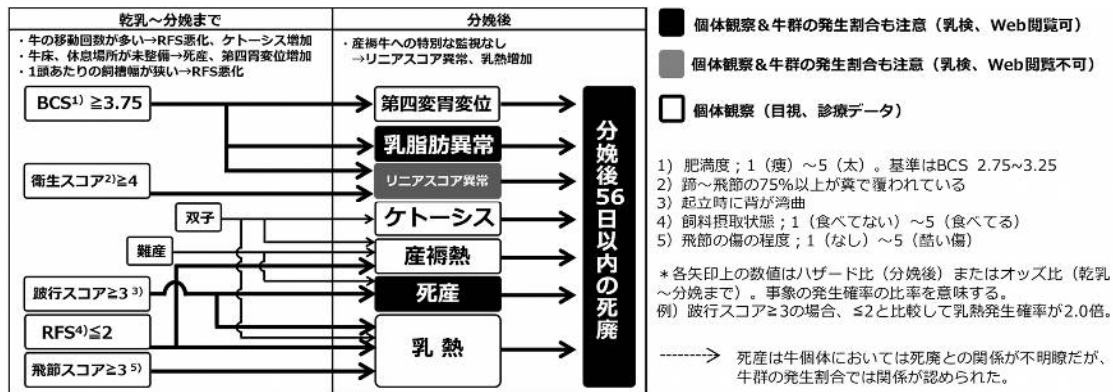 乾乳～分娩まで
・牛の移動回数が多い→RFS悪化、ケトーシス増加
・牛床、休息場所が未整備→死産、第四胃変位増加
・1頭あたりの飼槽幅が狭い→RFS悪化
分娩後
・産褥牛への特別な監視なし
→リニアスコア異常、乳熱増加
BCS1) ≧3.75
衛生スコア2)≧4
双子
難産
跛行スコア≧3 3)
RFS4)≦2
飛節スコア≧3 5)
第四変胃変位
乳脂肪異常
リニアスコア異常
ケトーシス
産褥熱
死産
乳熱
分娩後56日以内の死廃
個体観察&牛群の発生割合も注意（乳検、Web閲覧可）
個体観察&牛群の発生割合も注意（乳検、Web閲覧不可）
個体観察（目視、診療データ）
1）肥満度；1（痩）～5（太）。基準はBCS 2.75~3.25
2）蹄～飛節の75%以上が糞で覆われている
3）起立時に背が湾曲
4）飼料摂取状態；1（食べてない）～5（食べてる）
5）飛節の傷の程度；1（なし）～5（酷い傷）
＊各矢印上の数値はハザード比（分娩後）またはオッズ比（乾乳
～分娩まで）。事象の発生確率の比率を意味する。
例）跛行スコア≧3の場合、≦2と比較して乳熱発生確率が2.0倍。
死産は牛個体においては死廃との関係が不明瞭だが、
牛群の発生割合では関係が認められた。